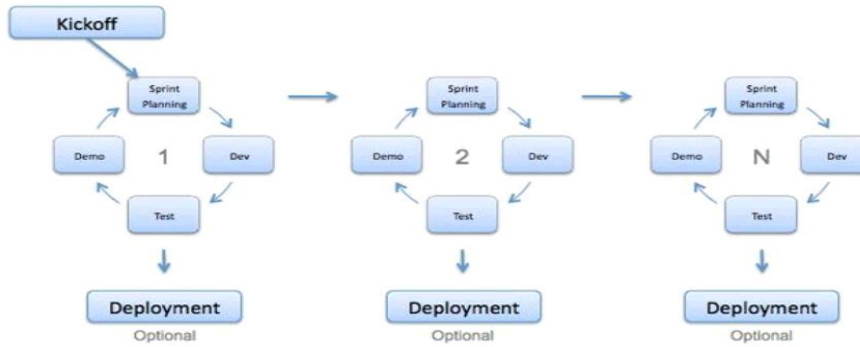 Kickoff
Sprint
Planning
Demo
1
Dev
Test
Deployment
Optional
Sprint
Planning
Demo
2
Dev
Test
Deployment
Optional
Sprint
Planning
Demo
N
Dev
Test
Deployment
Optional